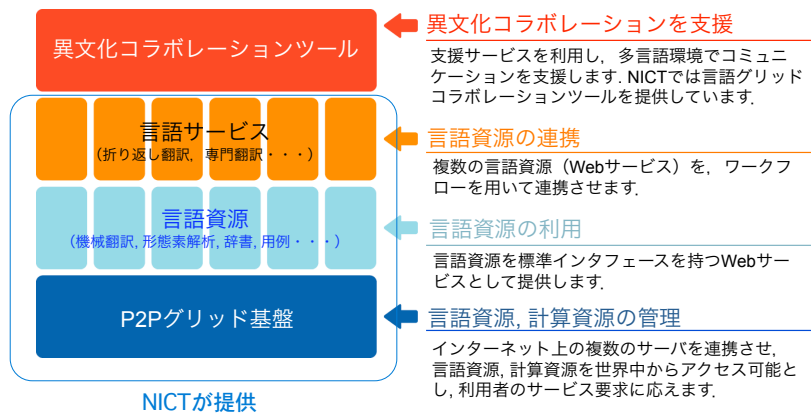 異文化コラボレーションツール
異文化コラボレーションを支援
支援サービスを利用し，多言語環境でコミュニ
ケーションを支援します. NICTでは言語グリッド
コラボレーションツールを提供しています.
言語サービス
（折り返し翻訳，専門翻訳・・・）
言語資源の連携
複数の言語資源（Webサービス）を，ワークフ
ローを用いて連携させます.
言語資源
（機械翻訳, 形態素解析, 辞書, 用例・・・）
言語資源の利用
言語資源を標準インタフェースを持つWebサー
ビスとして提供します.
P2Pグリッド基盤
言語資源, 計算資源の管理
インターネット上の複数のサーバを連携させ,
言語資源, 計算資源を世界中からアクセス可能と
し, 利用者のサービス要求に応えます.
NICTが提供